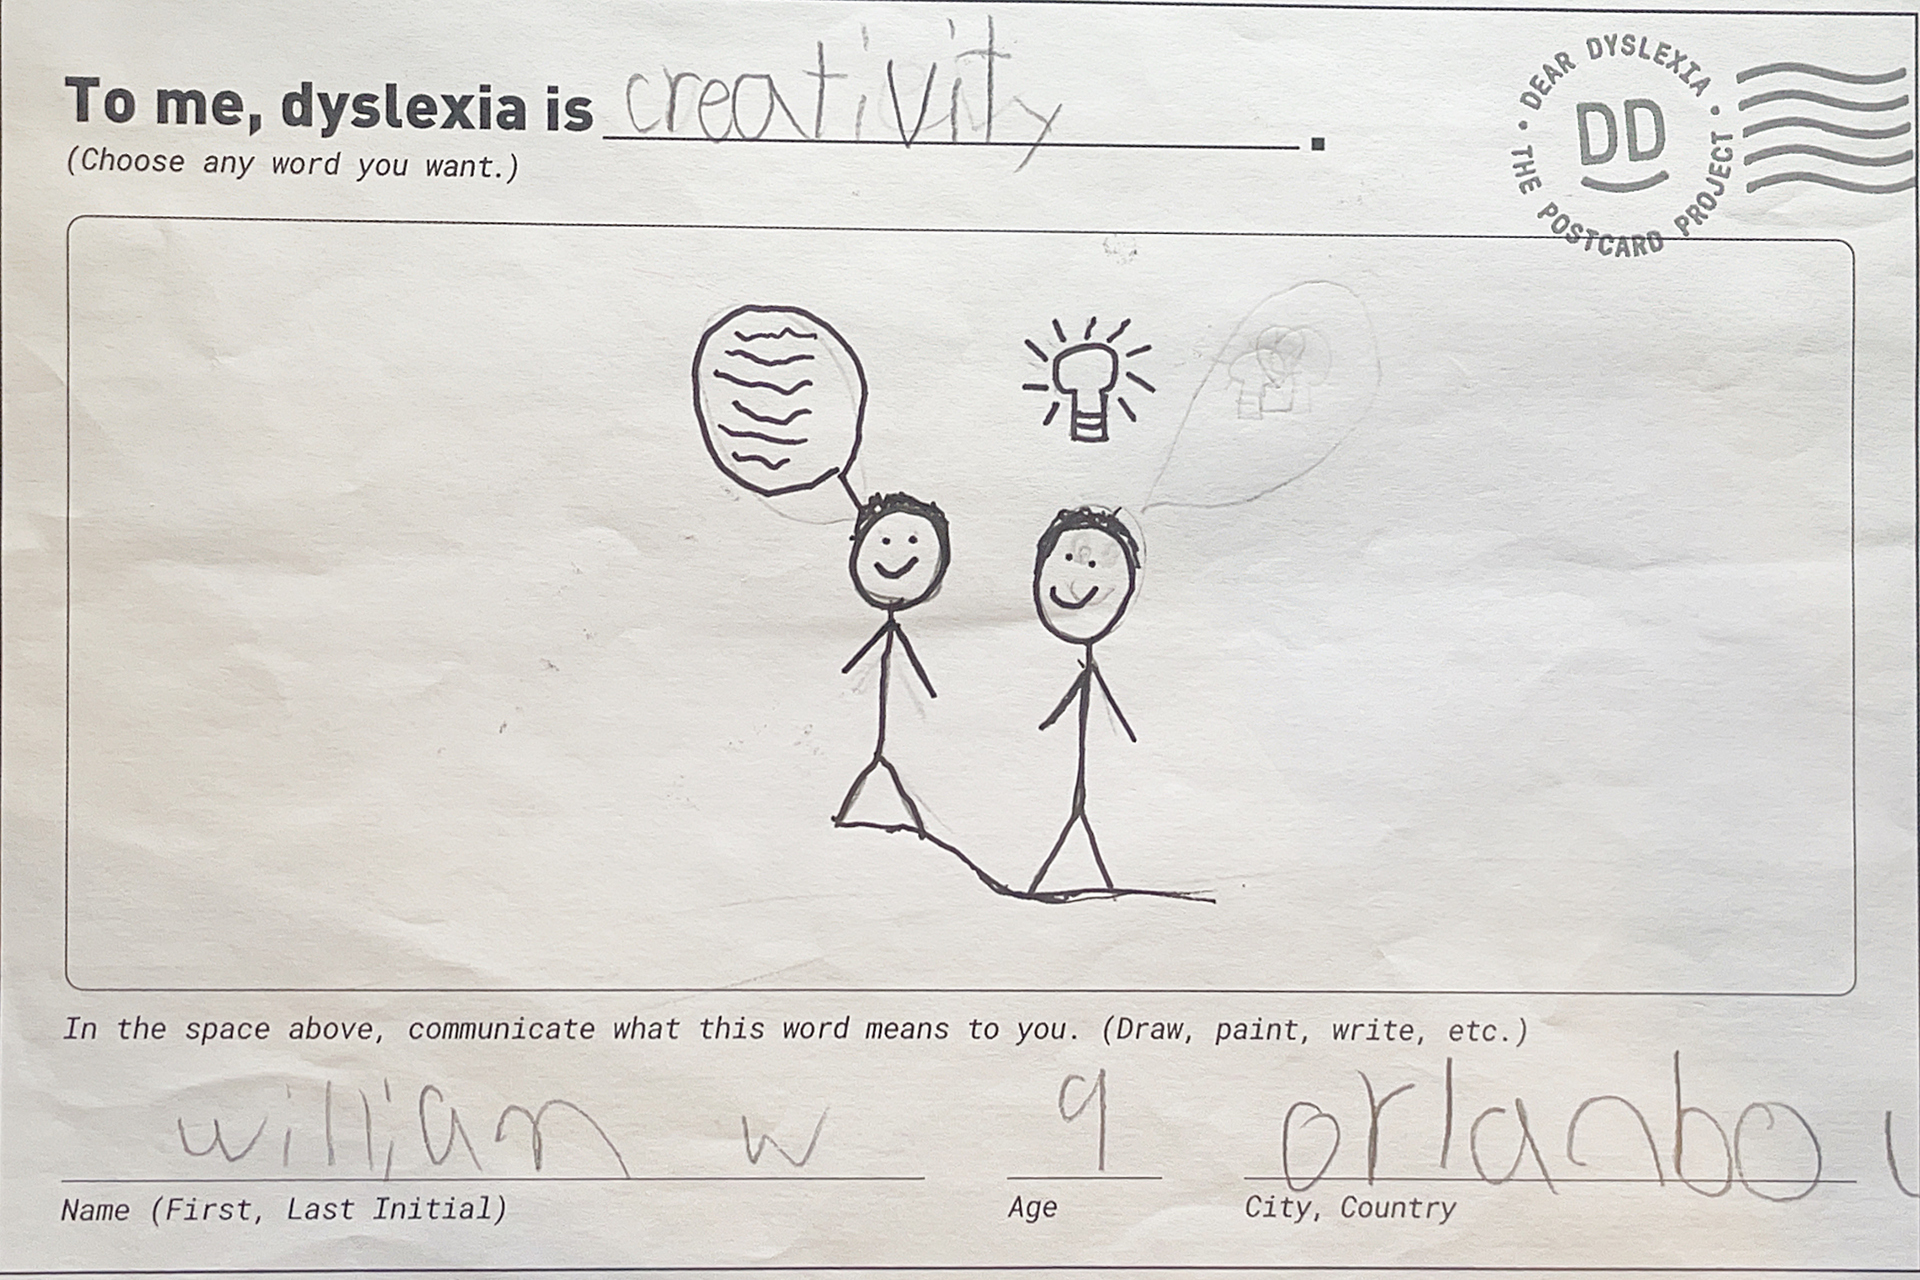 To me, dyslexia is creativity.
(Choose any word you want.)
• DEAR DYSLEXIA • THE POSTCARD PROJECT
DD
In the space above, communicate what this word means to you. (Draw, paint, write, etc.)
william w 9 orlanbo
Name (First, Last Initial) Age City, Country